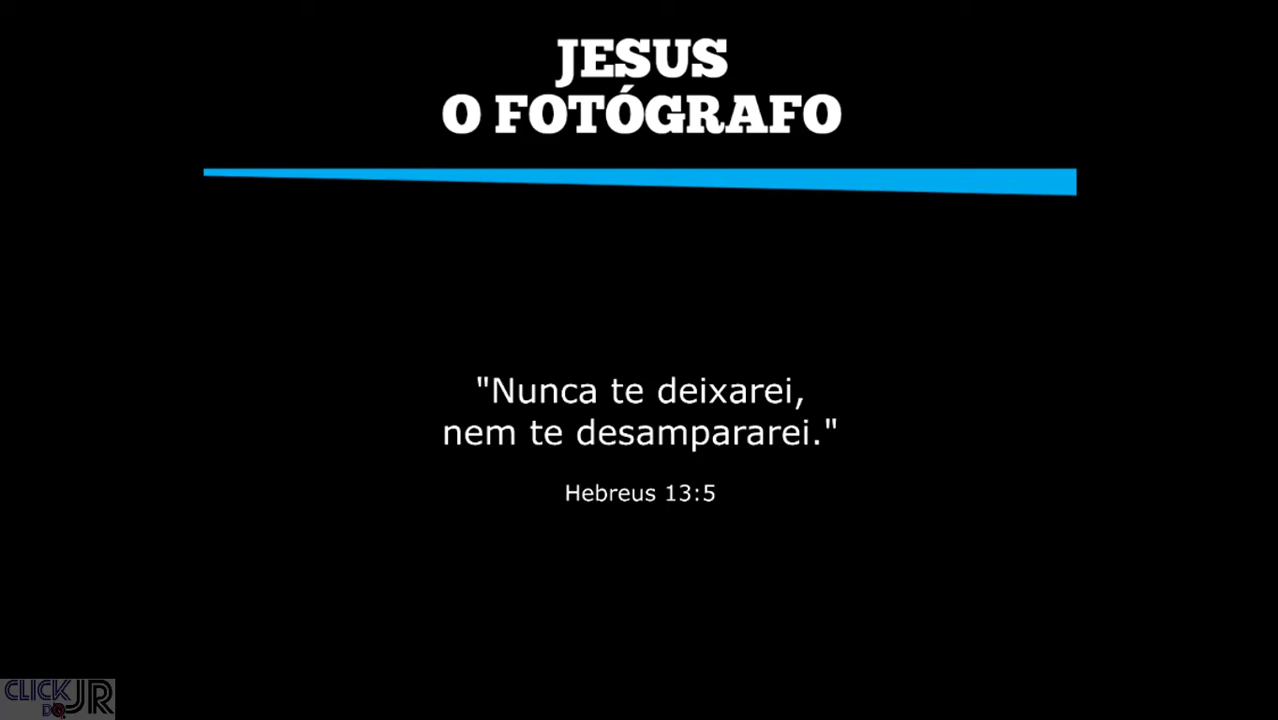 JESUS
O FOTÓGRAFO
"Nunca te deixarei,
nem te desampararei."
Hebreus 13:5
CLICK
DO JR